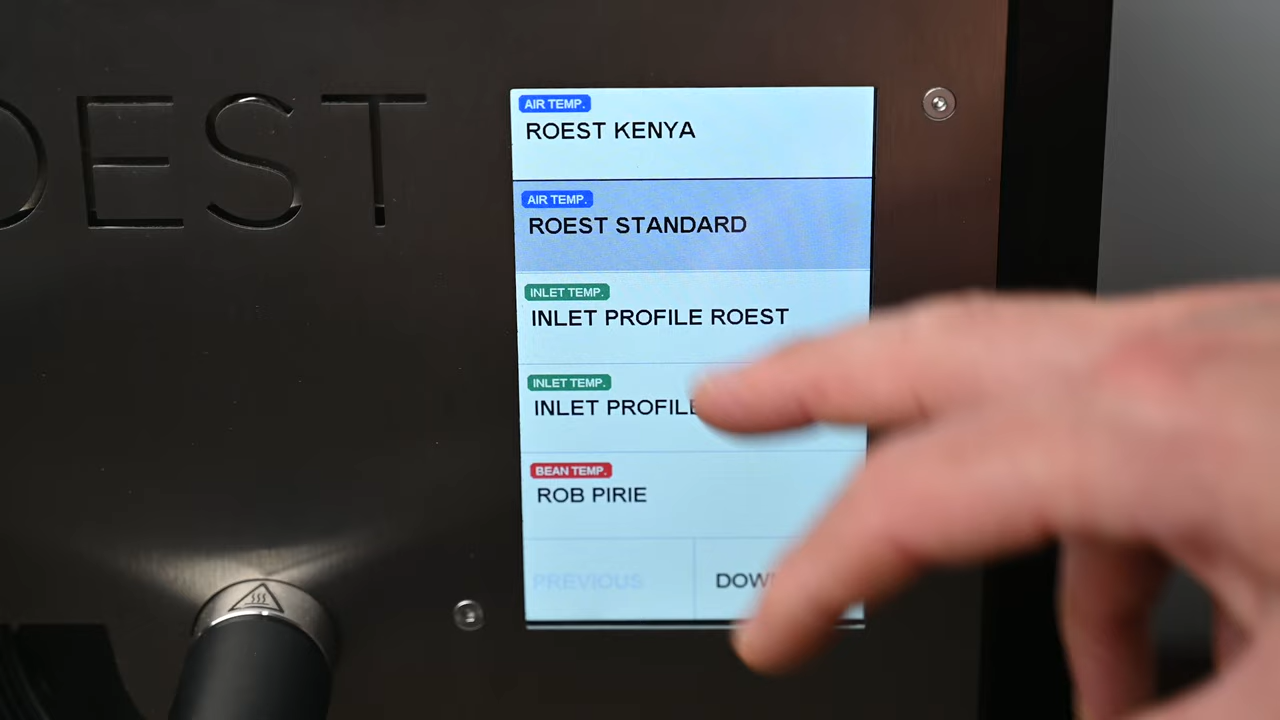 OEST
AIR TEMP.
ROEST KENYA
AIR TEMP.
ROEST STANDARD
INLET TEMP.
INLET PROFILE ROEST
INLET TEMP.
INLET PROFILE
BEAN TEMP.
ROB PIRIE
PREVIOUS
DOW